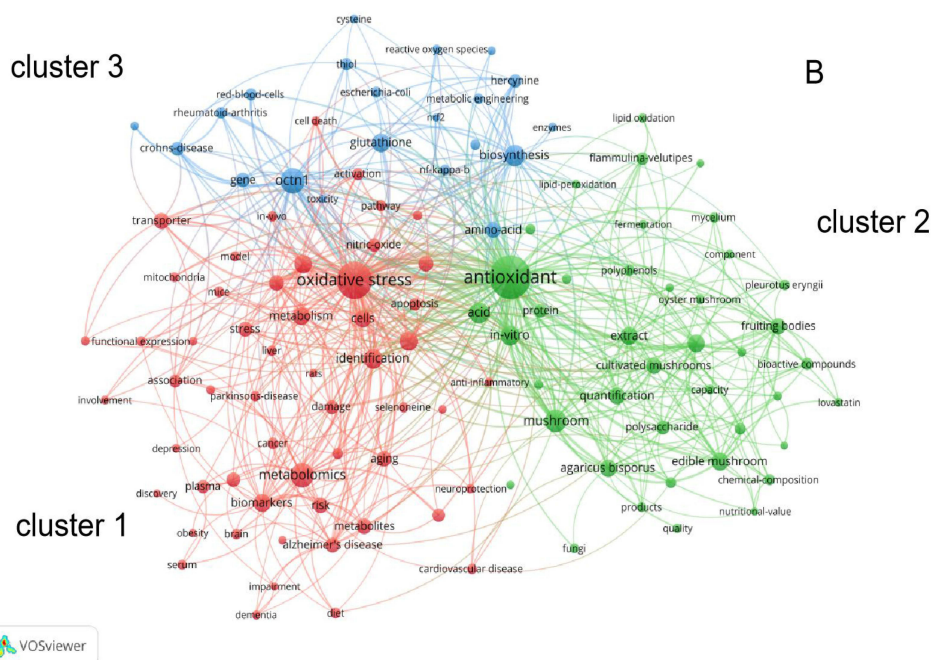 cysteine
reactive oxygen species
cluster 3
thiol
B
hercynine
red-blood-cells
escherichia-coli
metabolic engineering
rheumatoid-arthritis
cell death
nrf2
enzymes
lipid oxidation
crohns-disease
glutathione
biosynthesis
flammulina-velutipes
gene
octn1
activation
nf-kappa-b
lipid-peroxidation
toxicity
pathway
transporter
in-vivo
amino-acid
fermentation
mycelium
cluster 2
nitric-oxide
model
component
mitochondria
oxidative stress
antioxidant
polyphenols
pleurotus eryngii
mice
apoptosis
oyster mushroom
metabolism
cells
acid
protein
stress
in-vitro
extract
fruiting bodies
functional expression
liver
identification
cultivated mushrooms
bioactive compounds
rats
association
anti-inflammatory
involvement
parkinsons-disease
quantification
capacity
damage
selenoneine
lovastatin
mushroom
polysaccharide
depression
cancer
aging
agaricus bisporus
edible mushroom
metabolomics
chemical-composition
discovery
plasma
neuroprotection
cluster 1
biomarkers
risk
products
nutritional-value
metabolites
quality
obesity
brain
alzheimer's disease
fungi
serum
cardiovascular disease
impairment
dementia
diet
VOSviewer